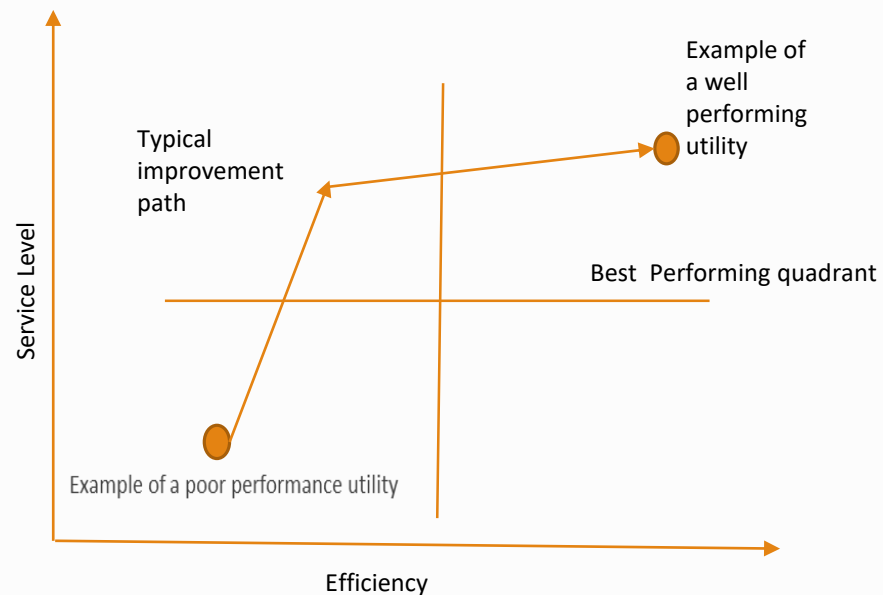 Example of
a well
performing
utility
Typical
improvement
path
Best Performing quadrant
Service Level
Example of a poor performance utility
Efficiency